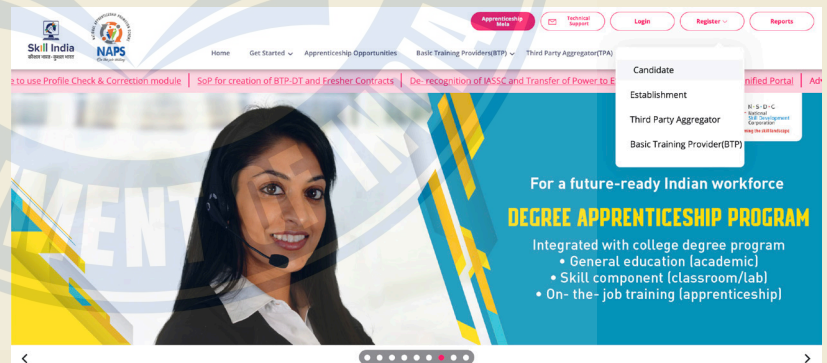 Apprenticeship
Mela
Technical
Support
Login
Register
Reports
Skill India
कौशल भारत - कुशल भारत
NAPS
Home
Get Started
Apprenticeship Opportunities
Basic Training Providers(BTP)
Third Party Aggregator(TPA)
e to use Profile Check & Correction module | SoP for creation of BTP-DT and Fresher Contracts | De- recognition of IASSC and Transfer of Power to E
nified Portal | Adv
Candidate
Establishment
Third Party Aggregator
Basic Training Provider(BTP)
N·S·D·C
National
Skill Development
Corporation
ing the skill landscape
For a future-ready Indian workforce
DEGREE APPRENTICESHIP PROGRAM
Integrated with college degree program
• General education (academic)
• Skill component (classroom/lab)
• On- the- job training (apprenticeship)